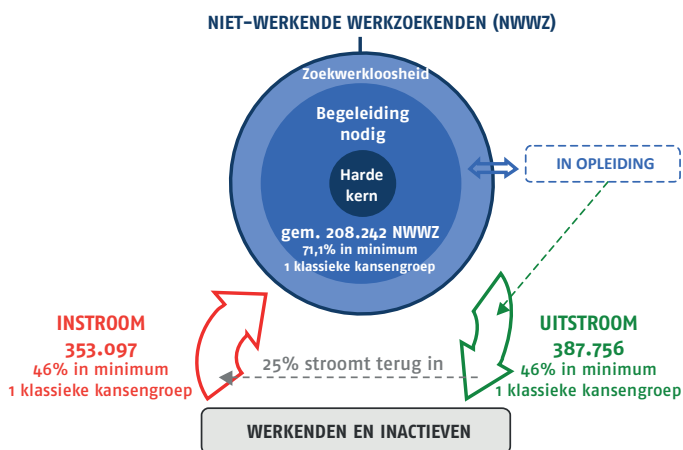 NIET-WERKENDE WERKZOEKENDEN (NWWZ)
Zoekwerkloosheid
Begeleiding
nodig
Harde
kern
IN OPLEIDING
gem. 208.242 NWWZ
71,1% in minimum
1 klassieke kansengroep
INSTROOM
353.097
46% in minimum
1 klassieke kansengroep
25% stroomt terug in
UITSTROOM
387.756
46% in minimum
1 klassieke kansengroep
WERKENDEN EN INACTIEVEN